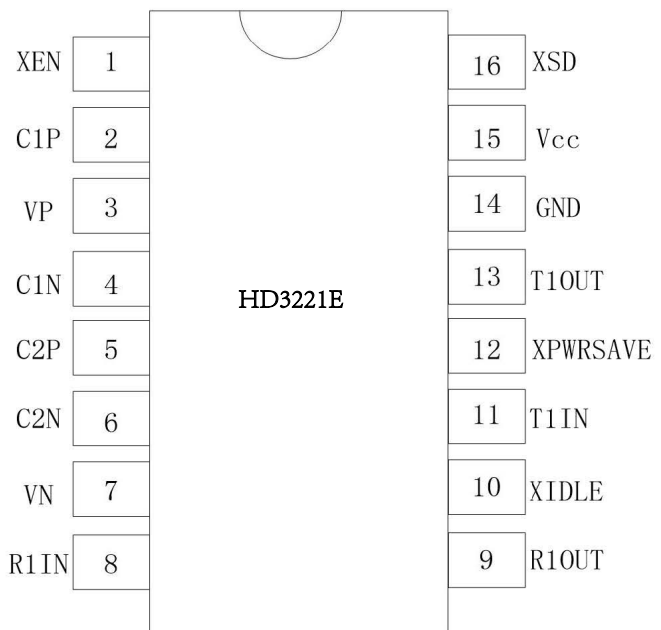 XEN 1 16 XSD
C1P 2 15 Vcc
VP 3 14 GND
C1N 4 13 T1OUT
HD3221E
C2P 5 12 XPWRSAVE
C2N 6 11 T1IN
VN 7 10 XIDLE
R1IN 8 9 R1OUT